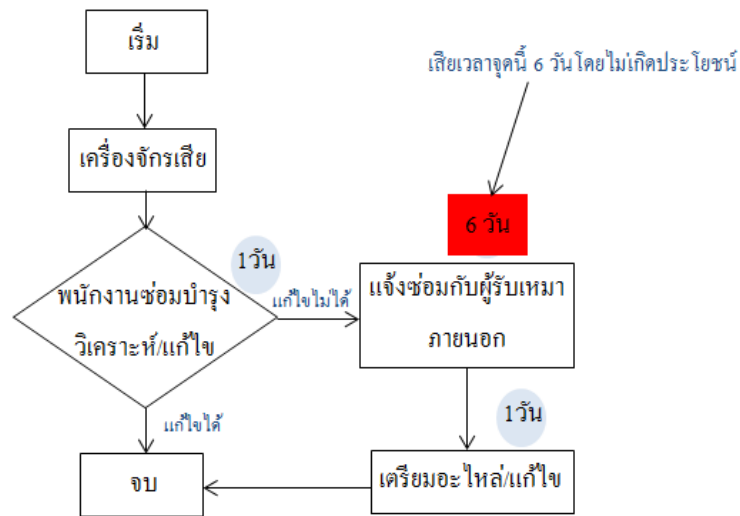 เริ่ม
เสียเวลาจุดนี้ 6 วันโดยไม่เกิดประโยชน์
เครื่องจักรเสีย
6 วัน
1วัน
พนักงานซ่อมบำรุง
วิเคราะห์/แก้ไข
แก้ไขไม่ได้
แจ้งซ่อมกับผู้รับเหมา
ภายนอก
แก้ไขได้
1วัน
จบ
เตรียมอะไหล่/แก้ไข